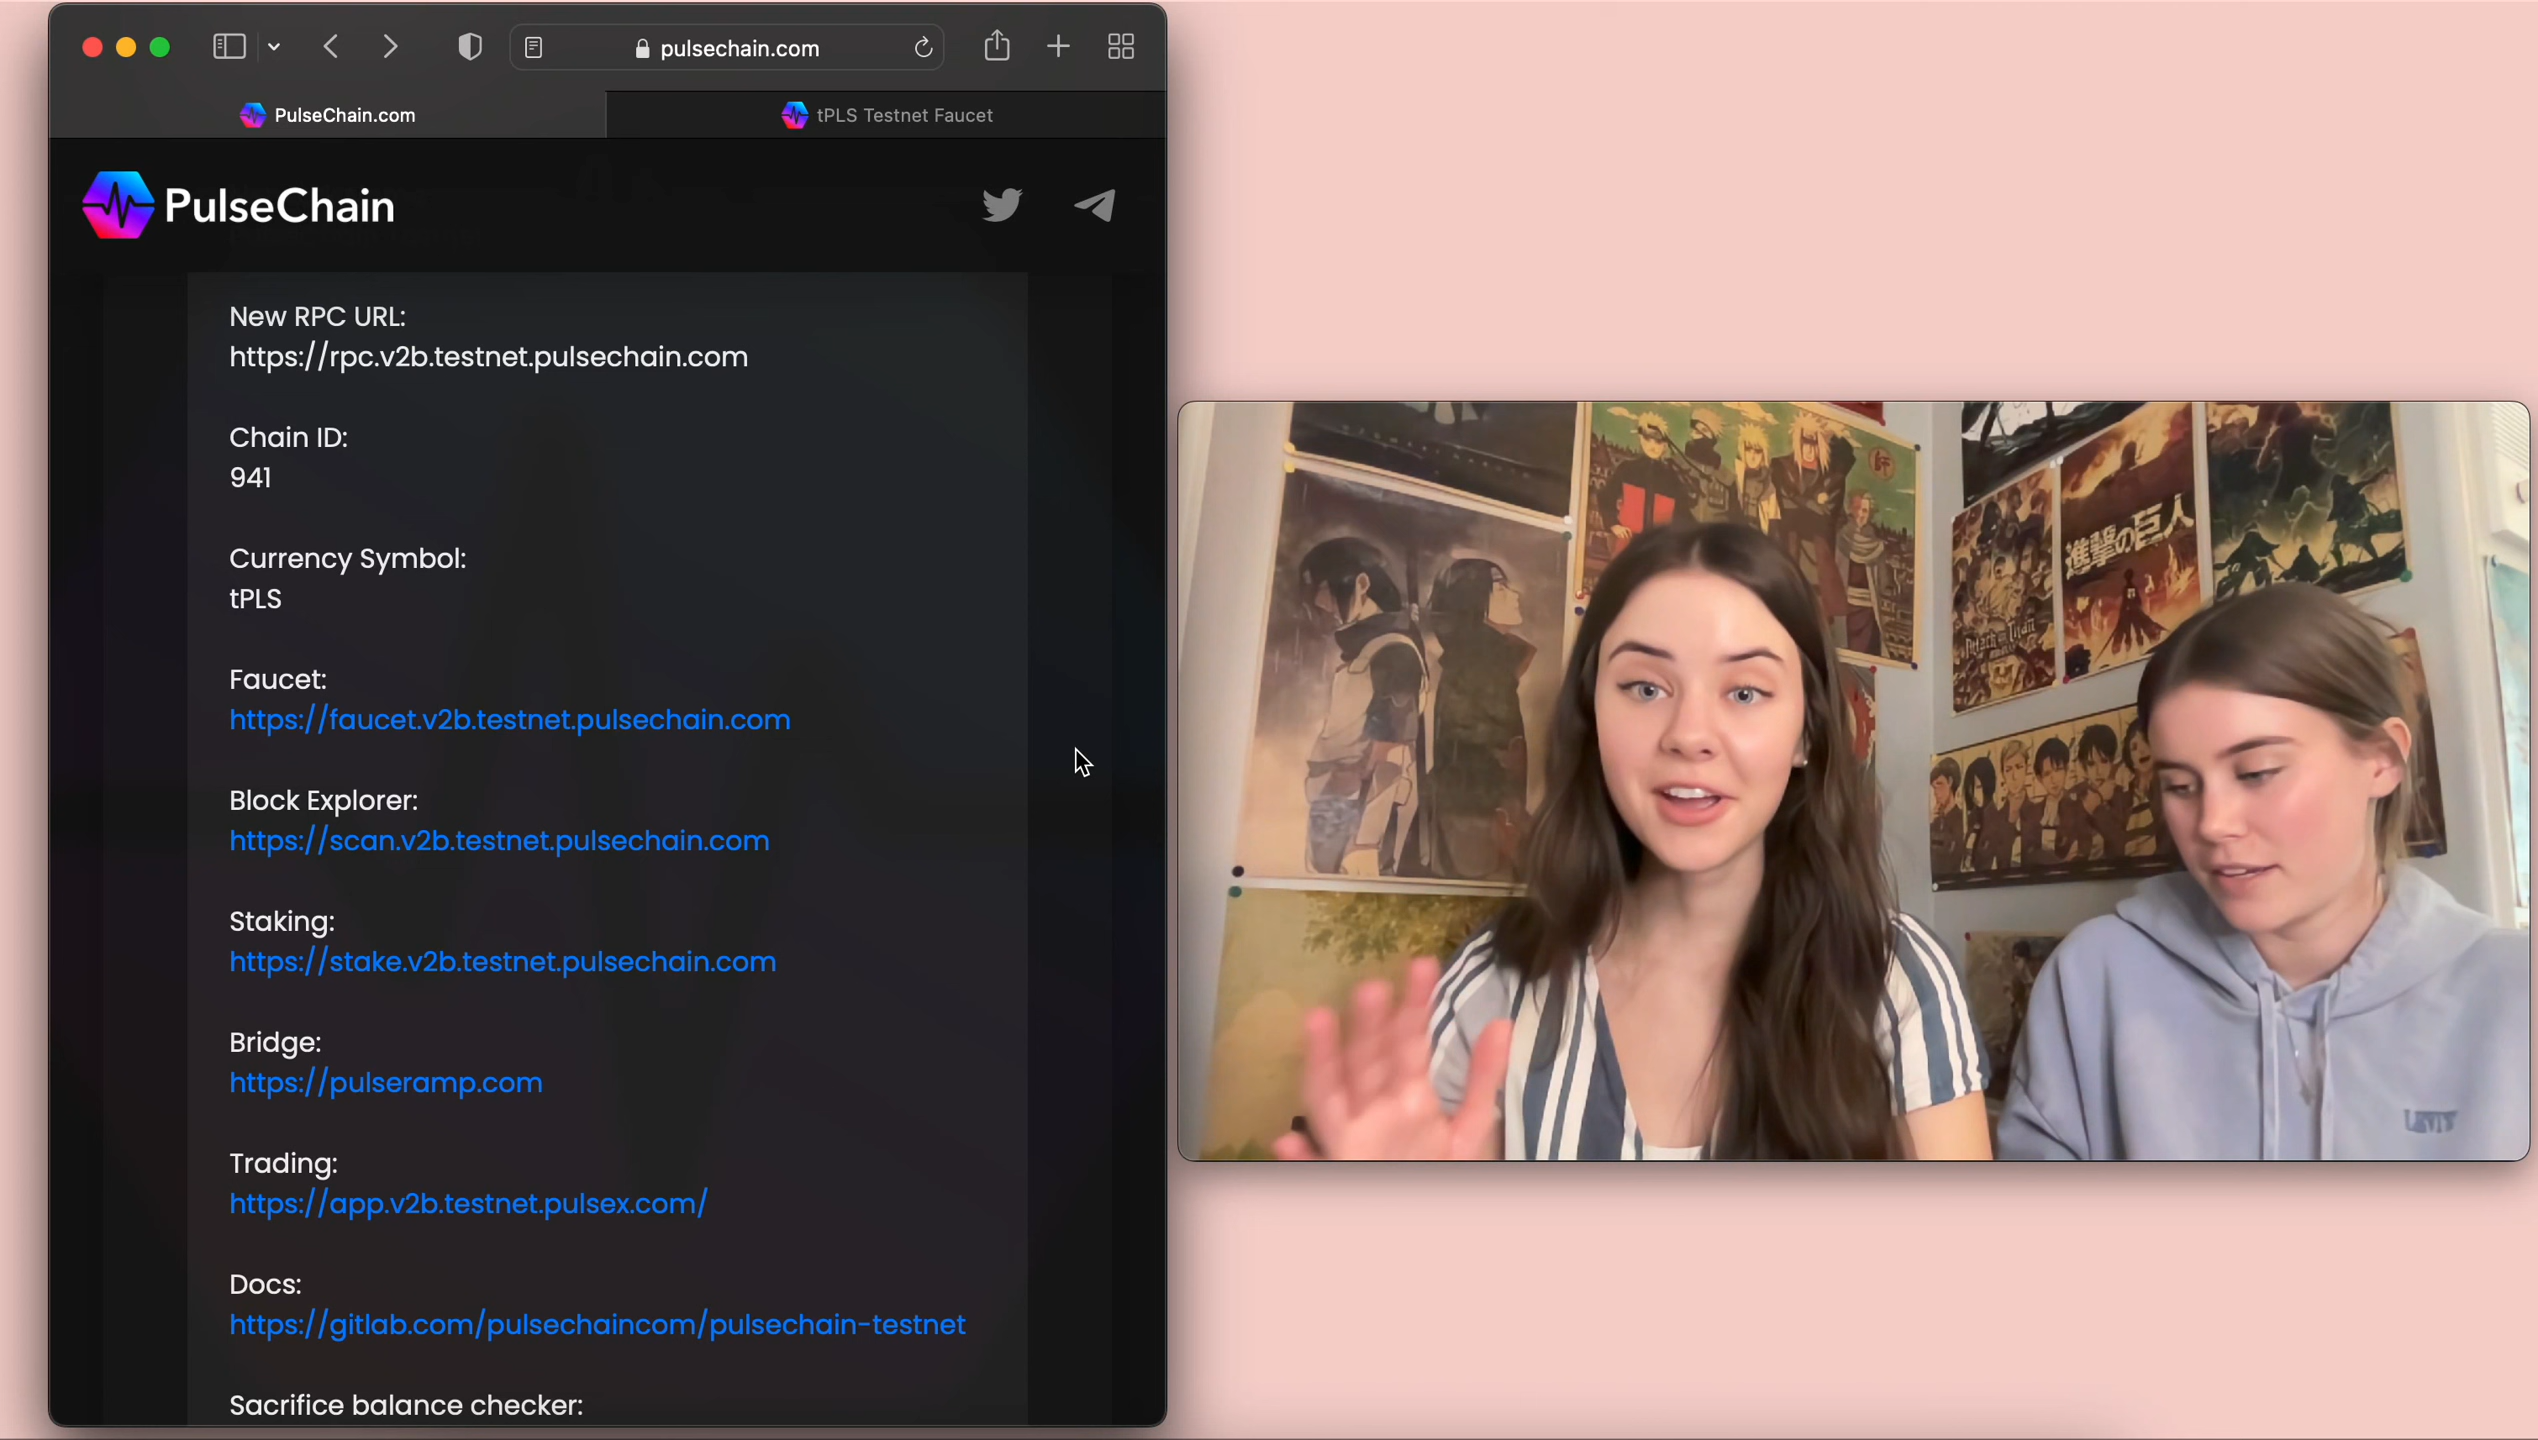 pulsechain.com
PulseChain.com
tPLS Testnet Faucet
PulseChain
New RPC URL:
https://rpc.v2b.testnet.pulsechain.com
Chain ID:
941
Currency Symbol:
tPLS
Faucet:
https://faucet.v2b.testnet.pulsechain.com
Block Explorer:
https://scan.v2b.testnet.pulsechain.com
Staking:
https://stake.v2b.testnet.pulsechain.com
Bridge:
https://pulseramp.com
Trading:
https://app.v2b.testnet.pulsex.com/
Docs:
https://gitlab.com/pulsechaincom/pulsechain-testnet
Sacrifice balance checker:
進撃の巨人
Attack on Titan